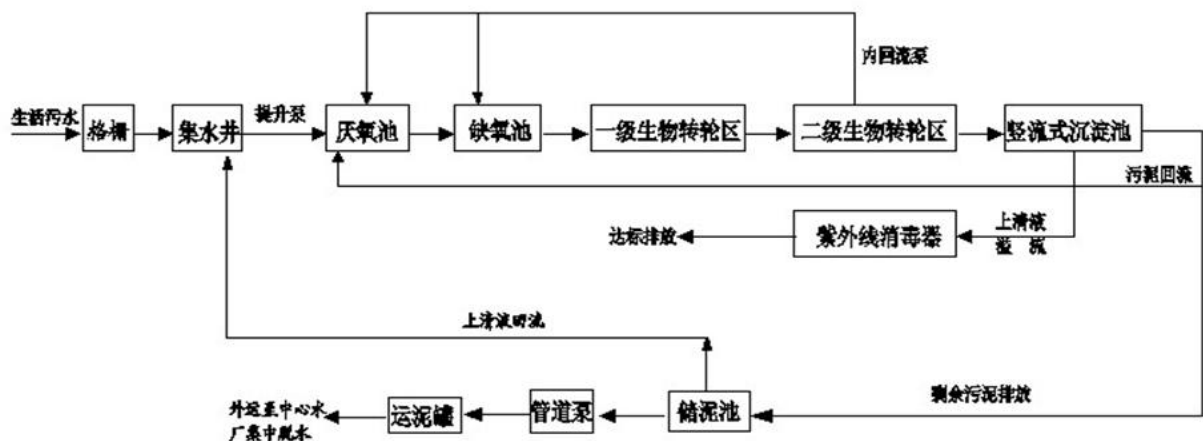 内回流泵
生活污水
格栅
集水井
提升泵
厌氧池
缺氧池
一级生物转轮区
二级生物转轮区
竖流式沉淀池
污泥回流
达标排放
紫外线消毒器
上清液
溢 流
上清液回流
剩余污泥排放
外运至中心水
厂集中脱水
运泥罐
管道泵
储泥池